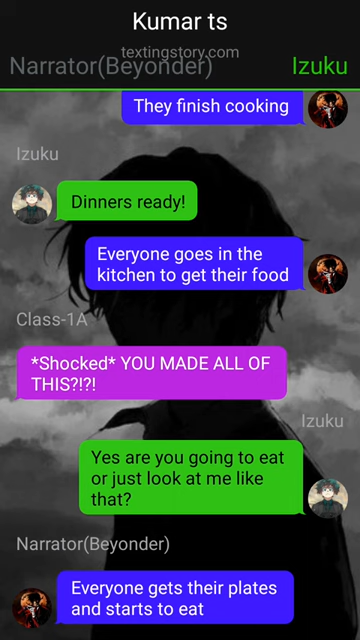 Kumar ts
textingstory.com
Narrator(Beyonder)
Izuku
They finish cooking
Izuku
Dinners ready!
Everyone goes in the
kitchen to get their food
Class-1A
*Shocked* YOU MADE ALL OF
THIS?!?!
Izuku
Yes are you going to eat
or just look at me like
that?
Narrator(Beyonder)
Everyone gets their plates
and starts to eat